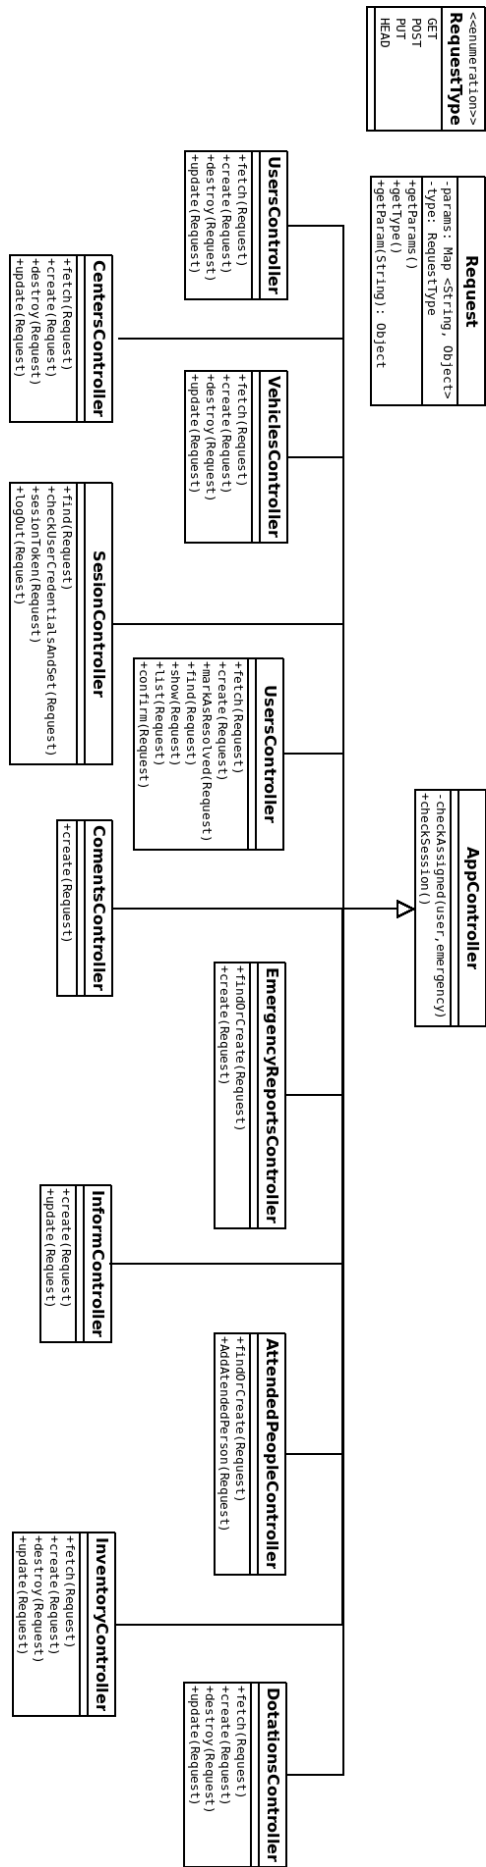 <<enumeration>>
RequestType
GET
POST
PUT
HEAD
Request
-params: Map <String, Object>
-type: RequestType
+getParams()
+getType()
+getParam(String): Object
AppController
-checkAssigned(user,emergency)
+checkSession()
UsersController
+fetch(Request)
+create(Request)
+destroy(Request)
+update(Request)
CentersController
+fetch(Request)
+create(Request)
+destroy(Request)
+update(Request)
VehiclesController
+fetch(Request)
+create(Request)
+destroy(Request)
+update(Request)
SesionController
+find(Request)
+checkUserCredentialsAndSet(Request)
+sesionToken(Request)
+logOut(Request)
UsersController
+fetch(Request)
+create(Request)
+markAsResolved(Request)
+find(Request)
+show(Request)
+list(Request)
+confirm(Request)
ComentsController
+create(Request)
EmergencyReportsController
+findOrCreate(Request)
+create(Request)
InformController
+create(Request)
+update(Request)
AttendedPeopleController
+findOrCreate(Request)
+AddAtendedPerson(Request)
InventoryController
+fetch(Request)
+create(Request)
+destroy(Request)
+update(Request)
DotationsController
+fetch(Request)
+create(Request)
+destroy(Request)
+update(Request)